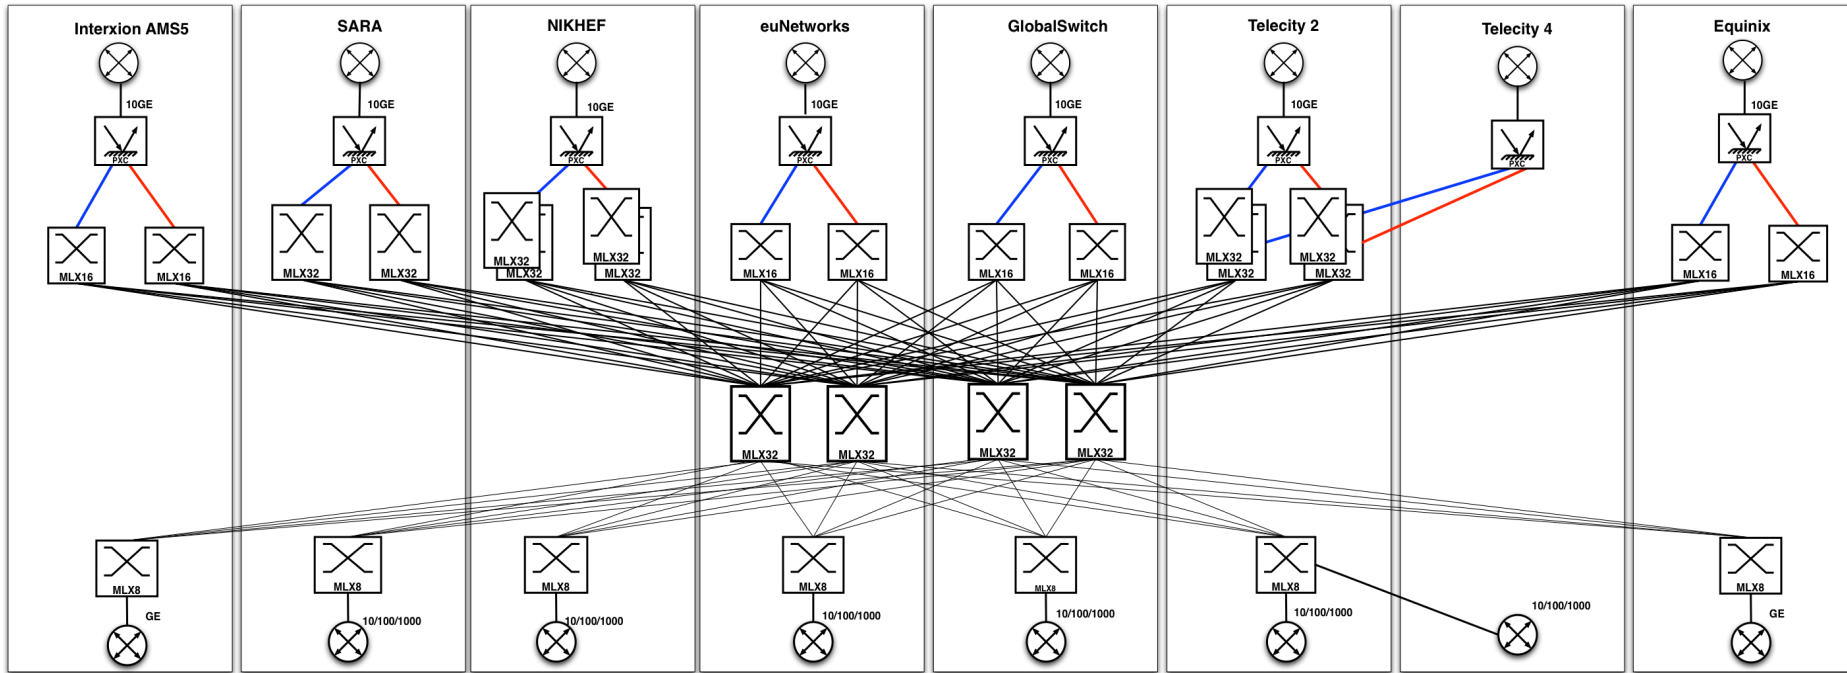 Interxion AMS5
SARA
NIKHEF
euNetworks
GlobalSwitch
Telecity 2
Telecity 4
Equinix
10GE
10GE
10GE
10GE
10GE
10GE
10GE
PXC
PXC
PXC
PXC
PXC
PXC
PXC
PXC
MLX16
MLX16
MLX32
MLX32
MLX32
MLX32
MLX32
MLX32
MLX16
MLX16
MLX16
MLX16
MLX32
MLX32
MLX32
MLX32
MLX16
MLX16
MLX32
MLX32
MLX32
MLX32
MLX8
MLX8
MLX8
MLX8
MLX8
MLX8
MLX8
GE
10/100/1000
10/100/1000
10/100/1000
10/100/1000
10/100/1000
10/100/1000
GE